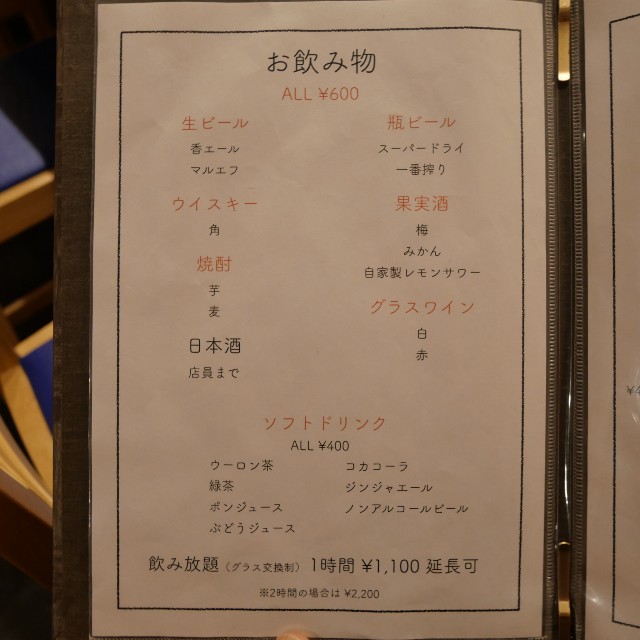 お飲み物
ALL ¥600
生ビール
香エール
マルエフ
ウイスキー
角
焼酎
芋
麦
日本酒
店員まで
瓶ビール
スーパードライ
一番搾り
果実酒
梅
みかん
自家製レモンサワー
グラスワイン
白
赤
ソフトドリンク
ALL ¥400
ウーロン茶
緑茶
ポンジュース
ぶどうジュース
コカコーラ
ジンジャエール
ノンアルコールビール
飲み放題(グラス交換制) 1時間 ¥1,100 延長可
※2時間の場合は ¥2,200